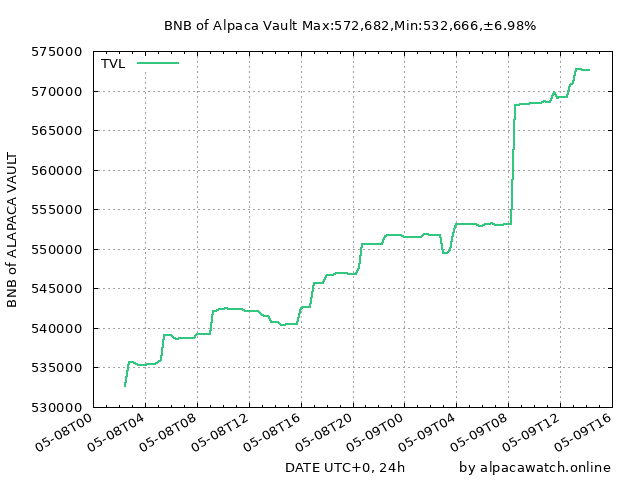 BNB of Alpaca Vault Max:572,682,Min:532,666,±6.98%
TVL
575000
570000
565000
560000
555000
550000
545000
540000
535000
530000
BNB of ALAPACA VAULT
05-08T00
05-08T04
05-08T08
05-08T12
05-08T16
05-08T20
05-09T00
05-09T04
05-09T08
05-09T12
05-09T16
DATE UTC+0, 24h
by alpacawatch.online